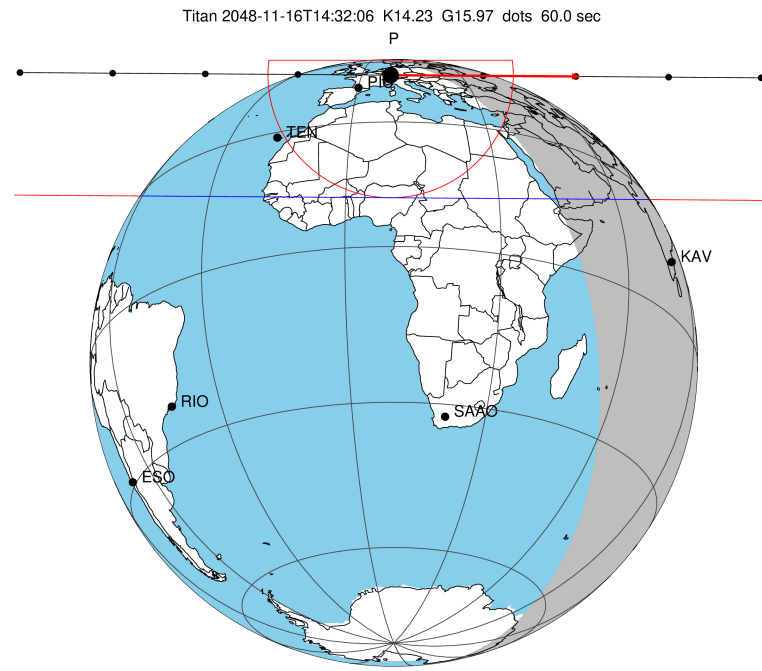 Titan 2048-11-16T14:32:06 K14.23 G15.97 dots 60.0 sec
P
TEN
KAV
RIO
SAAO
ESO